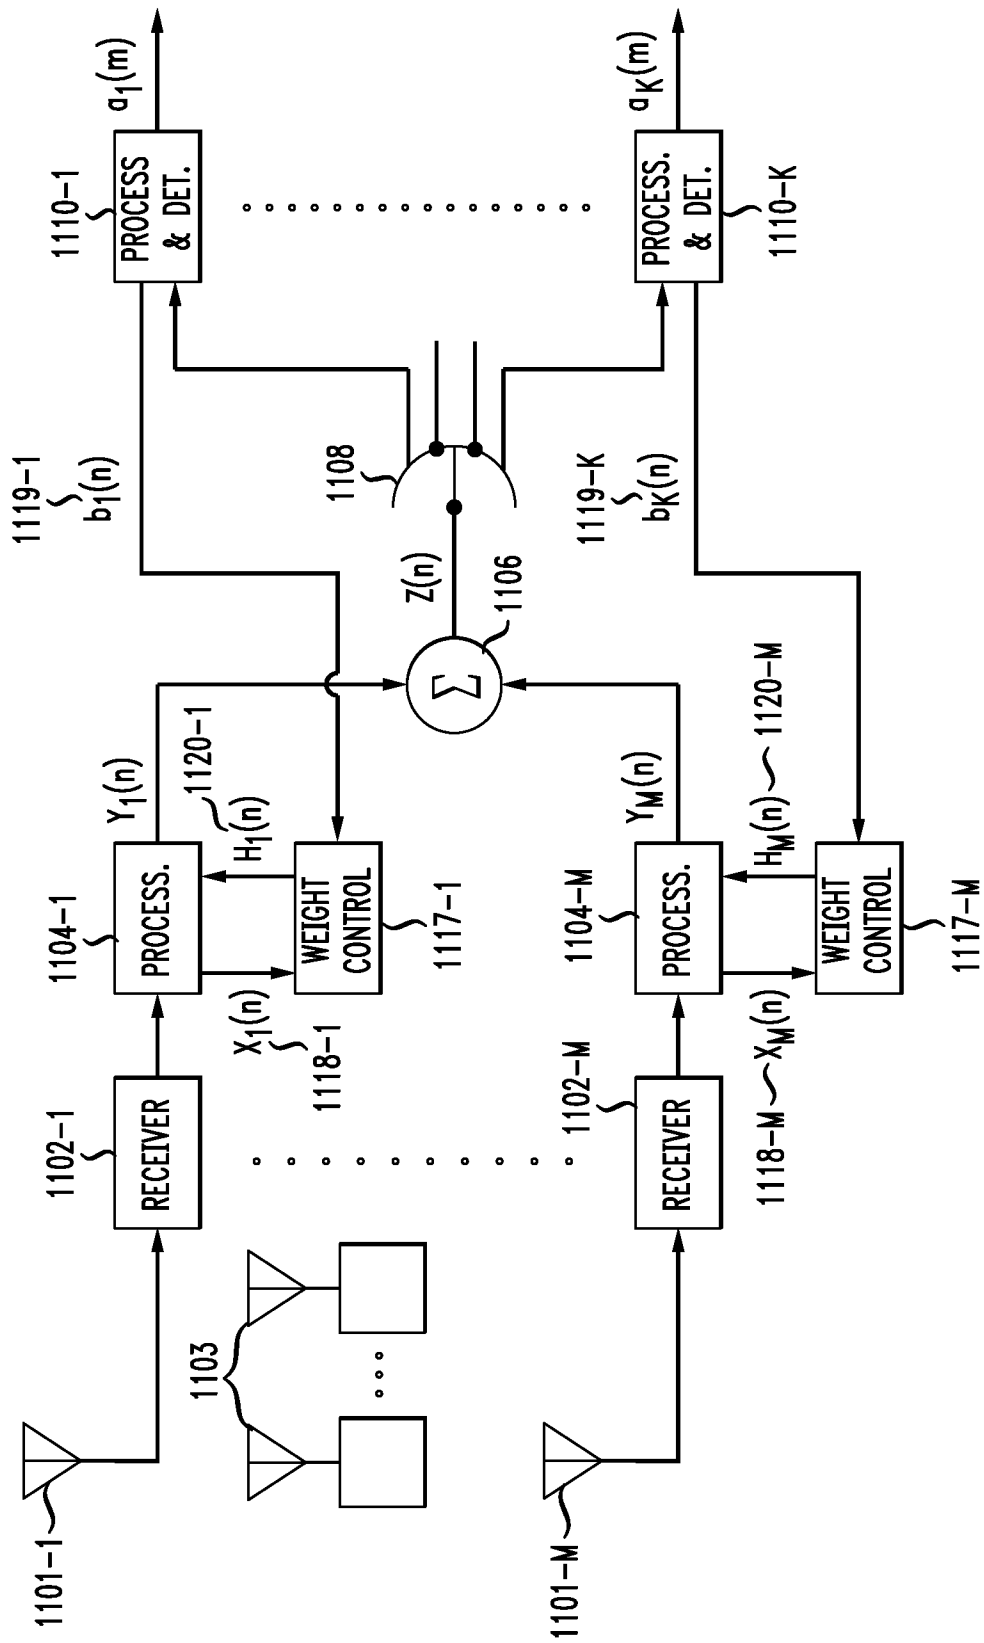 1101-1
1102-1
RECEIVER
1104-1
PROCESS.
Y1(n)
1120-1
H1(n)
X1(n)
1118-1
WEIGHT
CONTROL
1117-1
1119-1
b1(n)
1110-1
PROCESS
& DET.
a1(m)
1103
Σ
1106
Z(n)
1108
1101-M
1102-M
RECEIVER
1104-M
PROCESS.
YM(n)
HM(n)
1120-M
1118-M
XM(n)
WEIGHT
CONTROL
1117-M
1119-K
bK(n)
PROCESS.
& DET.
1110-K
aK(m)